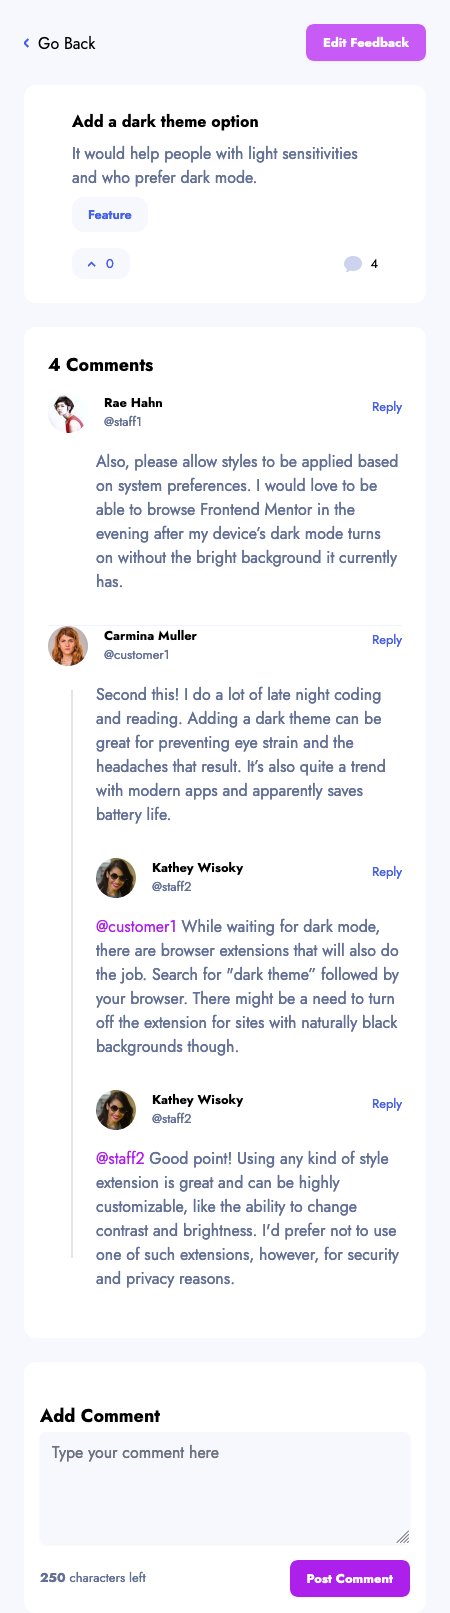 Go Back
Edit Feedback
Add a dark theme option
It would help people with light sensitivities
and who prefer dark mode.
Feature
0
4
4 Comments
Rae Hahn
Reply
@staff1
Also, please allow styles to be applied based
on system preferences. I would love to be
able to browse Frontend Mentor in the
evening after my device’s dark mode turns
on without the bright background it currently
has.
Carmina Muller
Reply
@customer1
Second this! I do a lot of late night coding
and reading. Adding a dark theme can be
great for preventing eye strain and the
headaches that result. It’s also quite a trend
with modern apps and apparently saves
battery life.
Kathey Wisoky
Reply
@staff2
@customer1 While waiting for dark mode,
there are browser extensions that will also do
the job. Search for "dark theme” followed by
your browser. There might be a need to turn
off the extension for sites with naturally black
backgrounds though.
Kathey Wisoky
Reply
@staff2
@staff2 Good point! Using any kind of style
extension is great and can be highly
customizable, like the ability to change
contrast and brightness. I'd prefer not to use
one of such extensions, however, for security
and privacy reasons.
Add Comment
Type your comment here
250 characters left
Post Comment